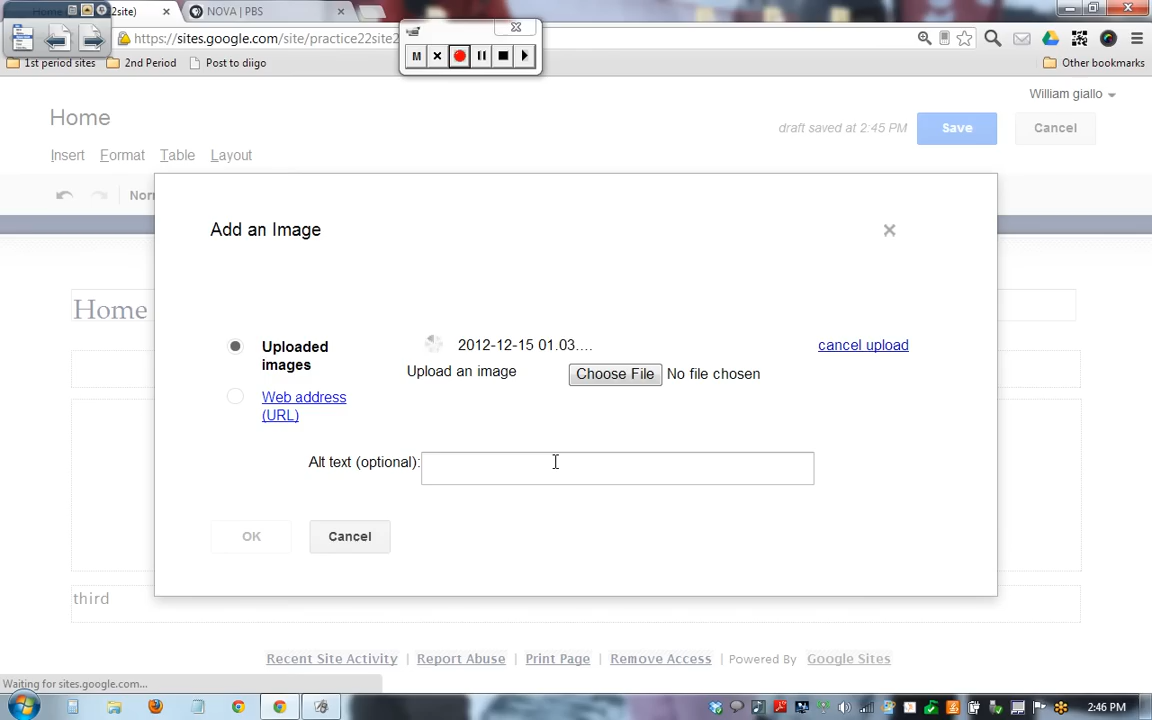 Home
2site)
NOVA | PBS
https://sites.google.com/site/practice22site2
M
1st period sites
2nd Period
Post to diigo
Other bookmarks
William giallo
Home
draft saved at 2:45 PM
Save
Cancel
Insert
Format
Table
Layout
Add an Image
Home
Uploaded
images
2012-12-15 01.03....
cancel upload
Upload an image
Choose File
No file chosen
Web address
(URL)
Alt text (optional):
OK
Cancel
third
Recent Site Activity | Report Abuse | Print Page | Remove Access | Powered By Google Sites
Waiting for sites.google.com...
2:46 PM